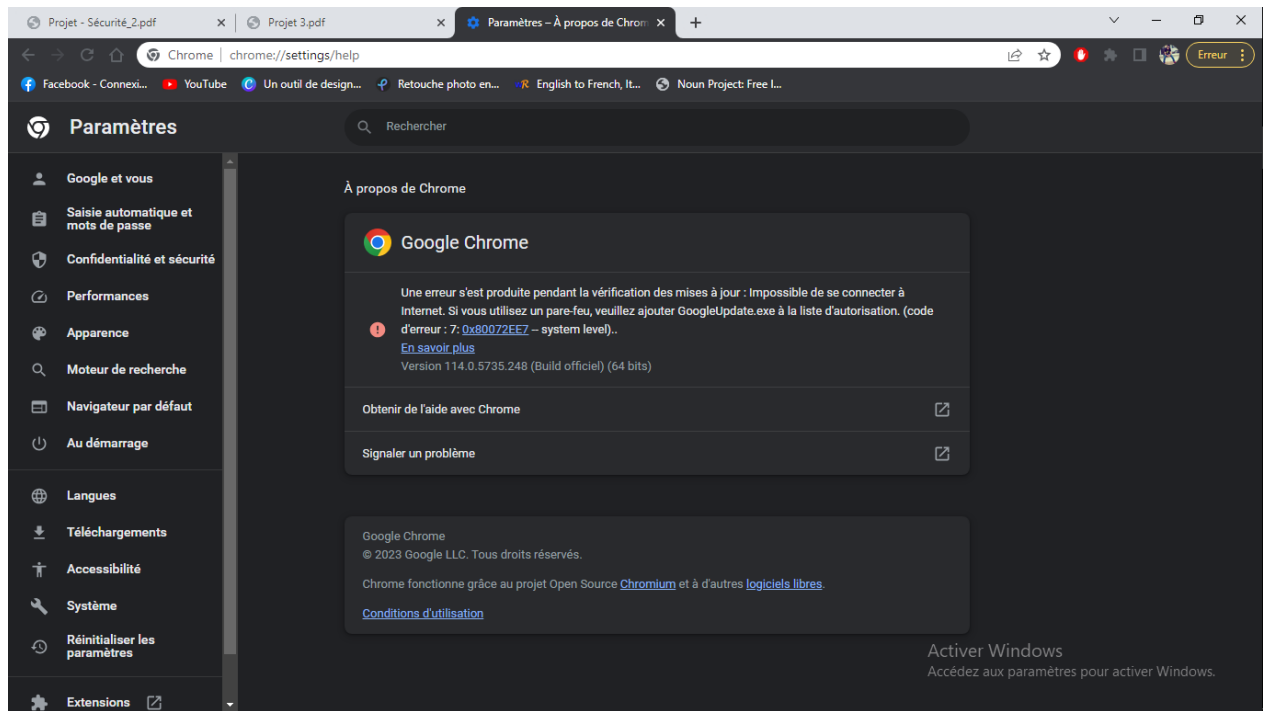 Projet - Sécurité_2.pdf
Projet 3.pdf
Paramètres – À propos de Chrom
Chrome
chrome://settings/help
Erreur
Facebook - Connexi...
YouTube
Un outil de design...
Retouche photo en...
English to French, It...
Noun Project: Free I...
Paramètres
Rechercher
Google et vous
Saisie automatique et
mots de passe
Confidentialité et sécurité
Performances
Apparence
Moteur de recherche
Navigateur par défaut
Au démarrage
Langues
Téléchargements
Accessibilité
Système
Réinitialiser les
paramètres
Extensions
À propos de Chrome
Google Chrome
Une erreur s'est produite pendant la vérification des mises à jour : Impossible de se connecter à
Internet. Si vous utilisez un pare-feu, veuillez ajouter GoogleUpdate.exe à la liste d'autorisation. (code
d'erreur : 7: 0x80072EE7 – system level)..
En savoir plus
Version 114.0.5735.248 (Build officiel) (64 bits)
Obtenir de l'aide avec Chrome
Signaler un problème
Google Chrome
© 2023 Google LLC. Tous droits réservés.
Chrome fonctionne grâce au projet Open Source Chromium et à d'autres logiciels libres.
Conditions d'utilisation
Activer Windows
Accédez aux paramètres pour activer Windows.